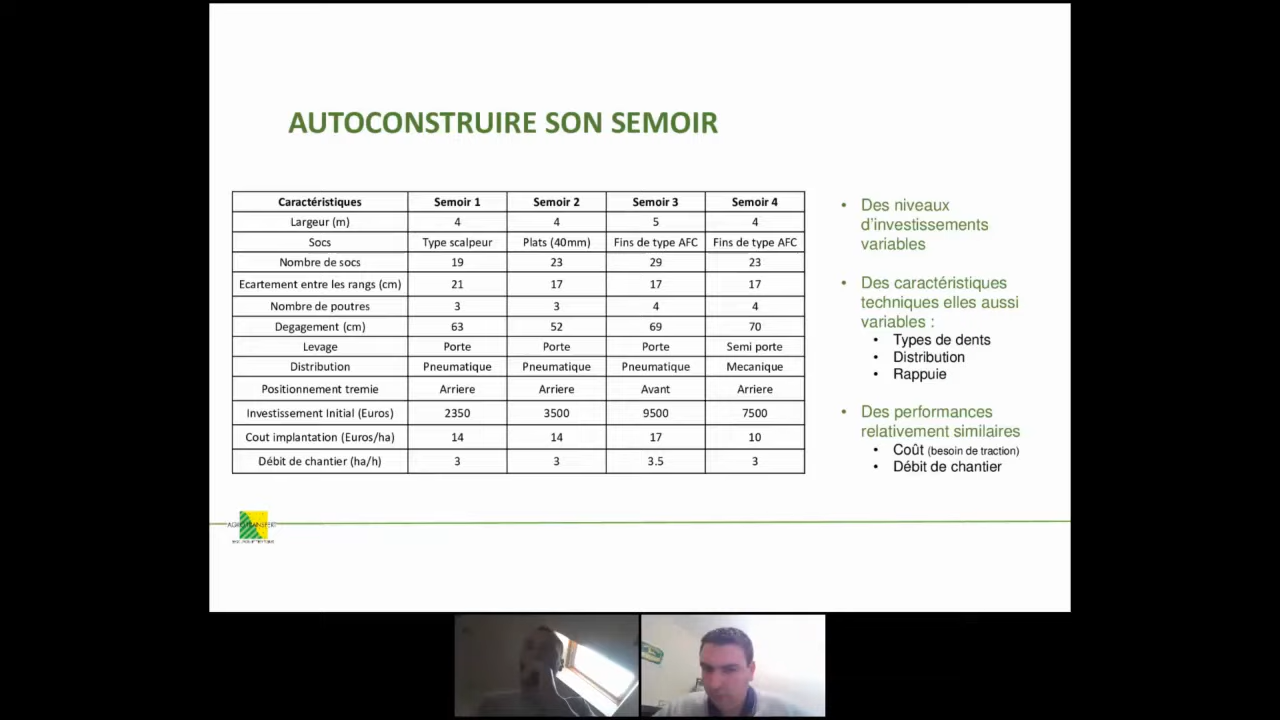 AUTOCONSTRUIRE SON SEMOIR
Caractéristiques Semoir 1 Semoir 2 Semoir 3 Semoir 4
Largeur (m) 4 4 5 4
Socs Type scalpeur Plats (40mm) Fins de type AFC Fins de type AFC
Nombre de socs 19 23 29 23
Ecartement entre les rangs (cm) 21 17 17 17
Nombre de poutres 3 3 4 4
Degagement (cm) 63 52 69 70
Levage Porte Porte Porte Semi porte
Distribution Pneumatique Pneumatique Pneumatique Mecanique
Positionnement tremie Arriere Arriere Avant Arriere
Investissement Initial (Euros) 2350 3500 9500 7500
Cout implantation (Euros/ha) 14 14 17 10
Débit de chantier (ha/h) 3 3 3.5 3
• Des niveaux
d'investissements
variables
• Des caractéristiques
techniques elles aussi
variables :
• Types de dents
• Distribution
• Rappuie
• Des performances
relativement similaires
• Coût (besoin de traction)
• Débit de chantier